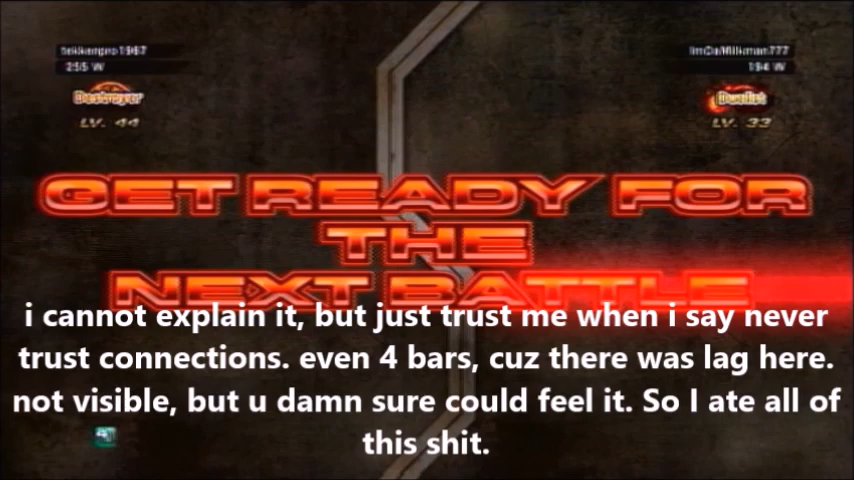 tekkenpro1967
ImDaMilkman777
255 W
194 W
Destroyer
Duelist
LV. 44
LV. 33
GET READY FOR
THE
NEXT BATTLE
i cannot explain it, but just trust me when i say never
trust connections. even 4 bars, cuz there was lag here.
not visible, but u damn sure could feel it. So I ate all of
this shit.